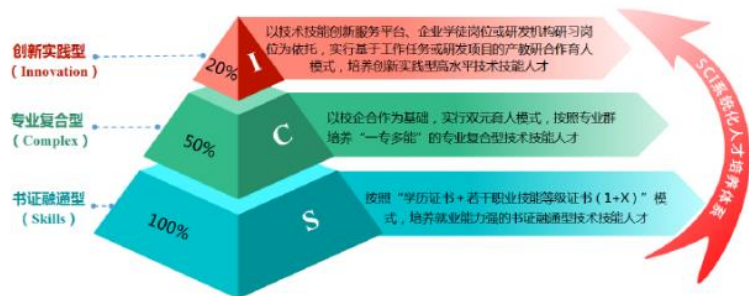 创新实践型
（Innovation）
20%
I
以技术技能创新服务平台、企业学徒岗位或研发机构研习岗
位为依托，实行基于工作任务或研发项目的产教研合作育人
模式，培养创新实践型高水平技术技能人才
专业复合型
（Complex）
50%
C
以校企合作为基础，实行双元育人模式，按照专业群
培养“一专多能”的专业复合型技术技能人才
书证融通型
（Skills）
100%
S
按照“学历证书+若干职业技能等级证书（1+X）”模
式，培养就业能力强的书证融通型技术技能人才
SCI系统化人才培养体系